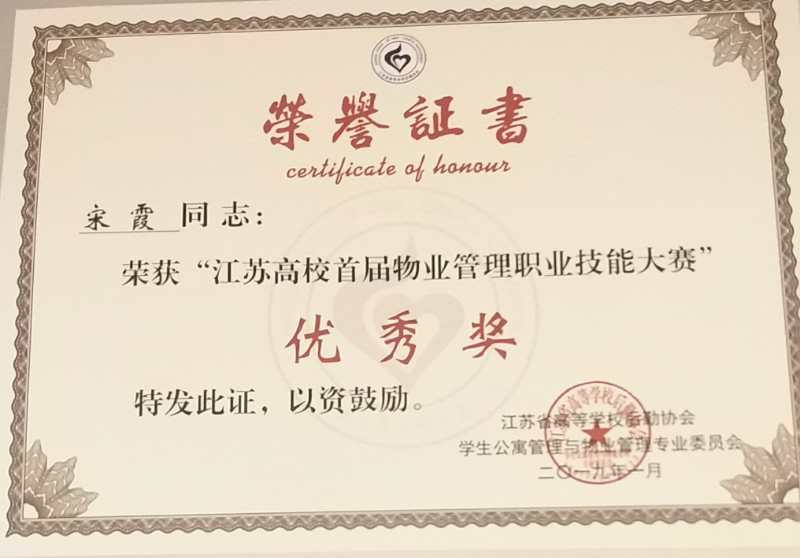 榮譽証書
certificate of honour
宋霞同志：
荣获“江苏高校首届物业管理职业技能大赛”
优秀奖
特发此证，以资鼓励。
江苏省高等学校后勤协会
学生公寓管理与物业管理专业委员会
二〇一九年一月